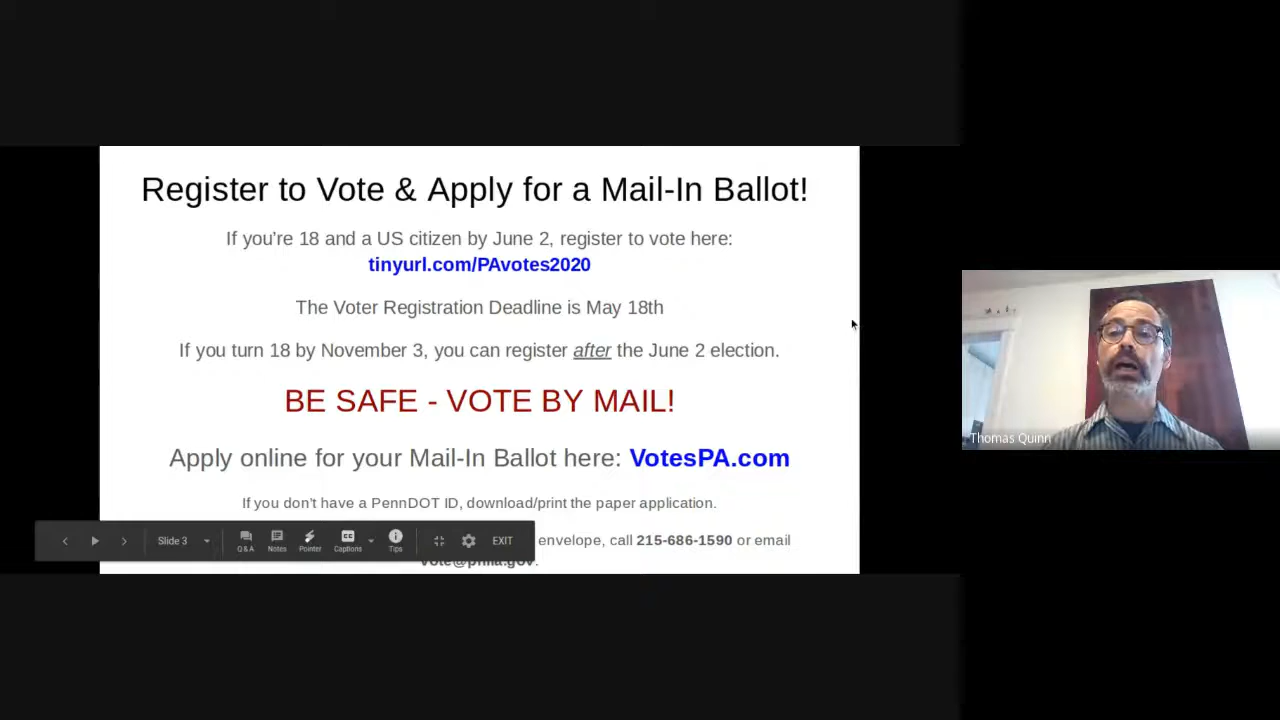 Register to Vote & Apply for a Mail-In Ballot!
If you're 18 and a US citizen by June 2, register to vote here:
tinyurl.com/PAvotes2020
The Voter Registration Deadline is May 18th
If you turn 18 by November 3, you can register after the June 2 election.
BE SAFE - VOTE BY MAIL!
Apply online for your Mail-In Ballot here: VotesPA.com
If you don't have a PennDOT ID, download/print the paper application.
envelope, call 215-686-1590 or email
vote@phila.gov.
Slide 3
Q&A Notes Pointer Captions Tips
EXIT
Thomas Quinn